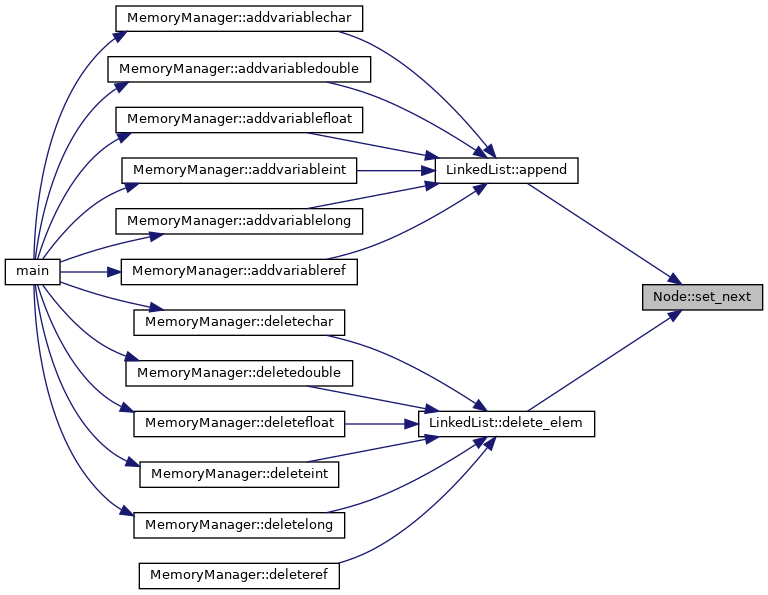 MemoryManager::addvariablechar
MemoryManager::addvariabledouble
MemoryManager::addvariablefloat
MemoryManager::addvariableint
LinkedList::append
MemoryManager::addvariablelong
main
MemoryManager::addvariableref
Node::set_next
MemoryManager::deletechar
MemoryManager::deletedouble
MemoryManager::deletefloat
LinkedList::delete_elem
MemoryManager::deleteint
MemoryManager::deletelong
MemoryManager::deleteref